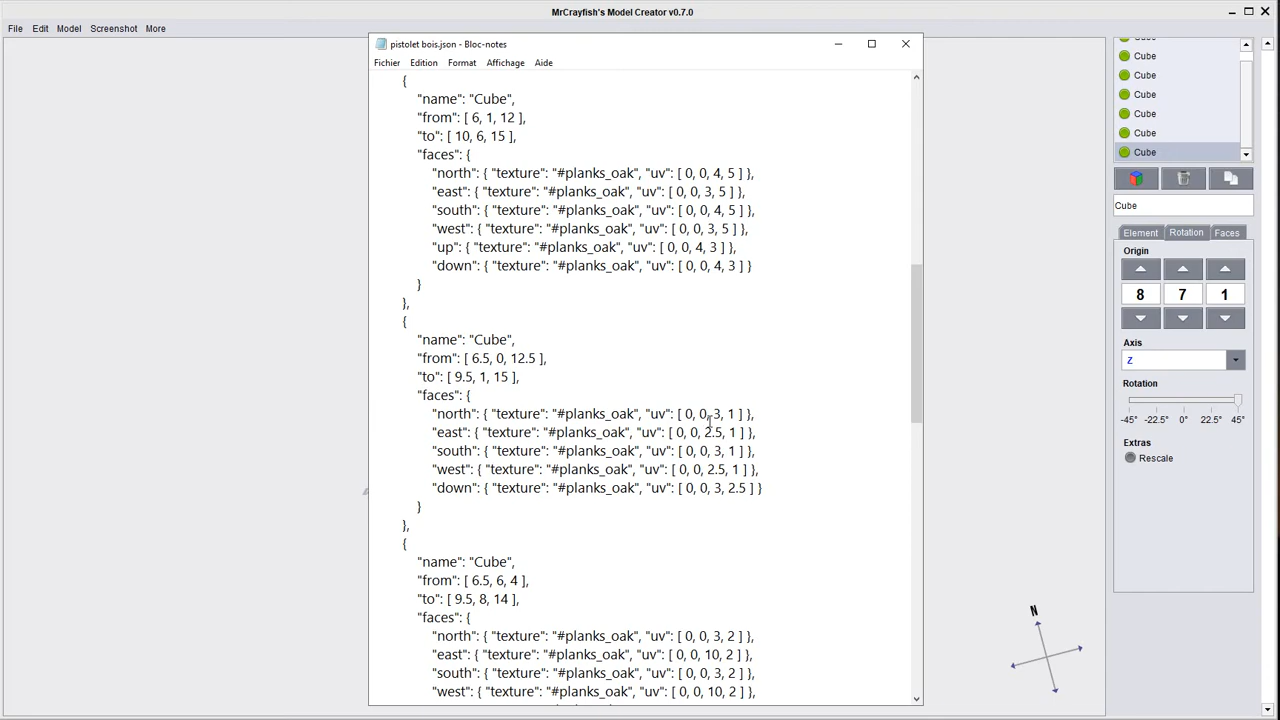 MrCrayfish's Model Creator v0.7.0
File Edit Model Screenshot More
pistolet bois.json - Bloc-notes
Fichier Edition Format Affichage Aide
{
"name": "Cube",
"from": [ 6, 1, 12 ],
"to": [ 10, 6, 15 ],
"faces": {
"north": { "texture": "#planks_oak", "uv": [ 0, 0, 4, 5 ] },
"east": { "texture": "#planks_oak", "uv": [ 0, 0, 3, 5 ] },
"south": { "texture": "#planks_oak", "uv": [ 0, 0, 4, 5 ] },
"west": { "texture": "#planks_oak", "uv": [ 0, 0, 3, 5 ] },
"up": { "texture": "#planks_oak", "uv": [ 0, 0, 4, 3 ] },
"down": { "texture": "#planks_oak", "uv": [ 0, 0, 4, 3 ] }
}
},
{
"name": "Cube",
"from": [ 6.5, 0, 12.5 ],
"to": [ 9.5, 1, 15 ],
"faces": {
"north": { "texture": "#planks_oak", "uv": [ 0, 0, 3, 1 ] },
"east": { "texture": "#planks_oak", "uv": [ 0, 0, 2.5, 1 ] },
"south": { "texture": "#planks_oak", "uv": [ 0, 0, 3, 1 ] },
"west": { "texture": "#planks_oak", "uv": [ 0, 0, 2.5, 1 ] },
"down": { "texture": "#planks_oak", "uv": [ 0, 0, 3, 2.5 ] }
}
},
{
"name": "Cube",
"from": [ 6.5, 6, 4 ],
"to": [ 9.5, 8, 14 ],
"faces": {
"north": { "texture": "#planks_oak", "uv": [ 0, 0, 3, 2 ] },
"east": { "texture": "#planks_oak", "uv": [ 0, 0, 10, 2 ] },
"south": { "texture": "#planks_oak", "uv": [ 0, 0, 3, 2 ] },
"west": { "texture": "#planks_oak", "uv": [ 0, 0, 10, 2 ] },
Cube
Cube
Cube
Cube
Cube
Cube
Cube
Element Rotation Faces
Origin
8 7 1
Axis
Z
Rotation
-45° -22.5° 0° 22.5° 45°
Extras
Rescale
N